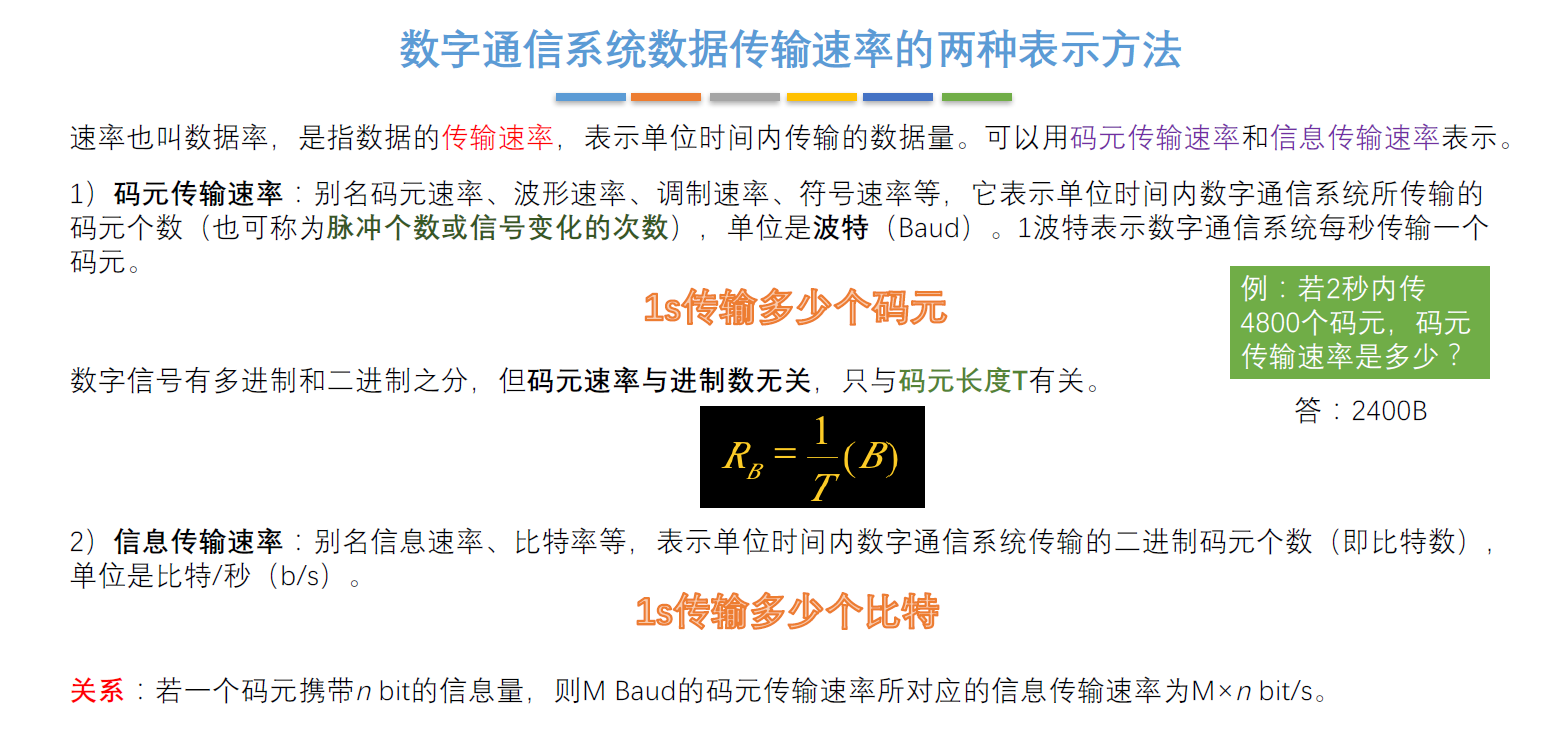 数字通信系统数据传输速率的两种表示方法
速率也叫数据率，是指数据的传输速率，表示单位时间内传输的数据量。可以用码元传输速率和信息传输速率表示。
1）码元传输速率：别名码元速率、波形速率、调制速率、符号速率等，它表示单位时间内数字通信系统所传输的
码元个数（也可称为脉冲个数或信号变化的次数），单位是波特（Baud）。1波特表示数字通信系统每秒传输一个
码元。
1s传输多少个码元
例：若2秒内传
4800个码元，码元
传输速率是多少？
答：2400B
数字信号有多进制和二进制之分，但码元速率与进制数无关，只与码元长度T有关。
R_B = 1/T (B)
2）信息传输速率：别名信息速率、比特率等，表示单位时间内数字通信系统传输的二进制码元个数（即比特数），
单位是比特/秒（b/s）。
1s传输多少个比特
关系：若一个码元携带n bit的信息量，则M Baud的码元传输速率所对应的信息传输速率为M×n bit/s。